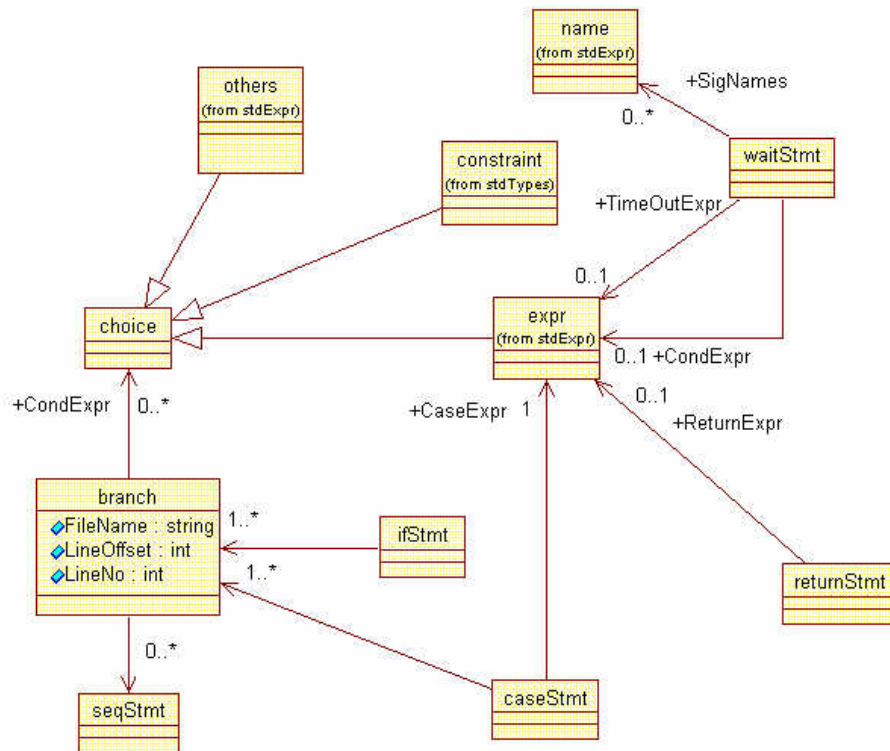 name
(from stdExpr)
others
(from stdExpr)
+SigNames
0..*
constraint
(from stdTypes)
waitStmt
+TimeOutExpr
0..1
choice
expr
(from stdExpr)
0..1 +CondExpr
+CondExpr
0..*
+CaseExpr 1
0..1
+ReturnExpr
branch
FileName : string
LineOffset : int
LineNo : int
1..*
ifStmt
1..*
returnStmt
0..*
seqStmt
caseStmt